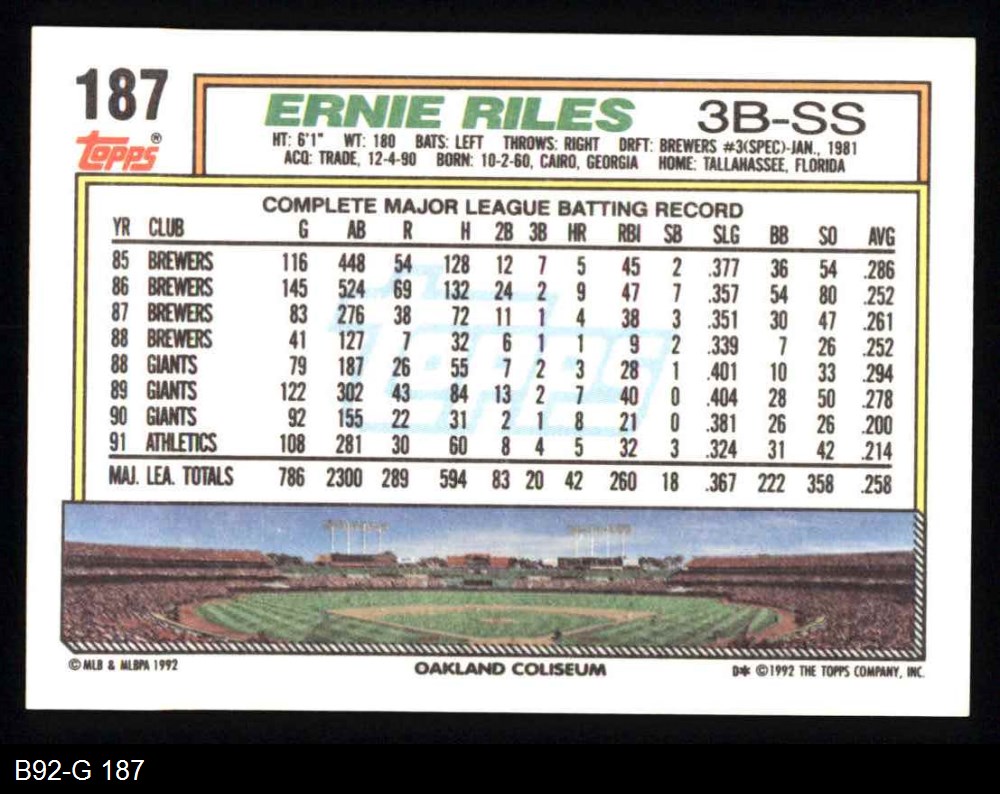 187
Topps®
ERNIE RILES 3B-SS
HT: 6'1" WT: 180 BATS: LEFT THROWS: RIGHT DRFT: BREWERS #3(SPEC)-JAN., 1981
ACQ: TRADE, 12-4-90 BORN: 10-2-60, CAIRO, GEORGIA HOME: TALLAHASSEE, FLORIDA
COMPLETE MAJOR LEAGUE BATTING RECORD
YR CLUB G AB R H 2B 3B HR RBI SB SLG BB SO AVG
85 BREWERS 116 448 54 128 12 7 5 45 2 .377 36 54 .286
86 BREWERS 145 524 69 132 24 2 9 47 7 .357 54 80 .252
87 BREWERS 83 276 38 72 11 1 4 38 3 .351 30 47 .261
88 BREWERS 41 127 7 32 6 1 1 9 2 .339 7 26 .252
88 GIANTS 79 187 26 55 7 2 3 28 1 .401 10 33 .294
89 GIANTS 122 302 43 84 13 2 7 40 0 .404 28 50 .278
90 GIANTS 92 155 22 31 2 1 8 21 0 .381 26 26 .200
91 ATHLETICS 108 281 30 60 8 4 5 32 3 .324 31 42 .214
MAJ. LEA. TOTALS 786 2300 289 594 83 20 42 260 18 .367 222 358 .258
Topps
© MLB & MLBPA 1992
OAKLAND COLISEUM
D* ©1992 THE TOPPS COMPANY, INC.
B92-G 187